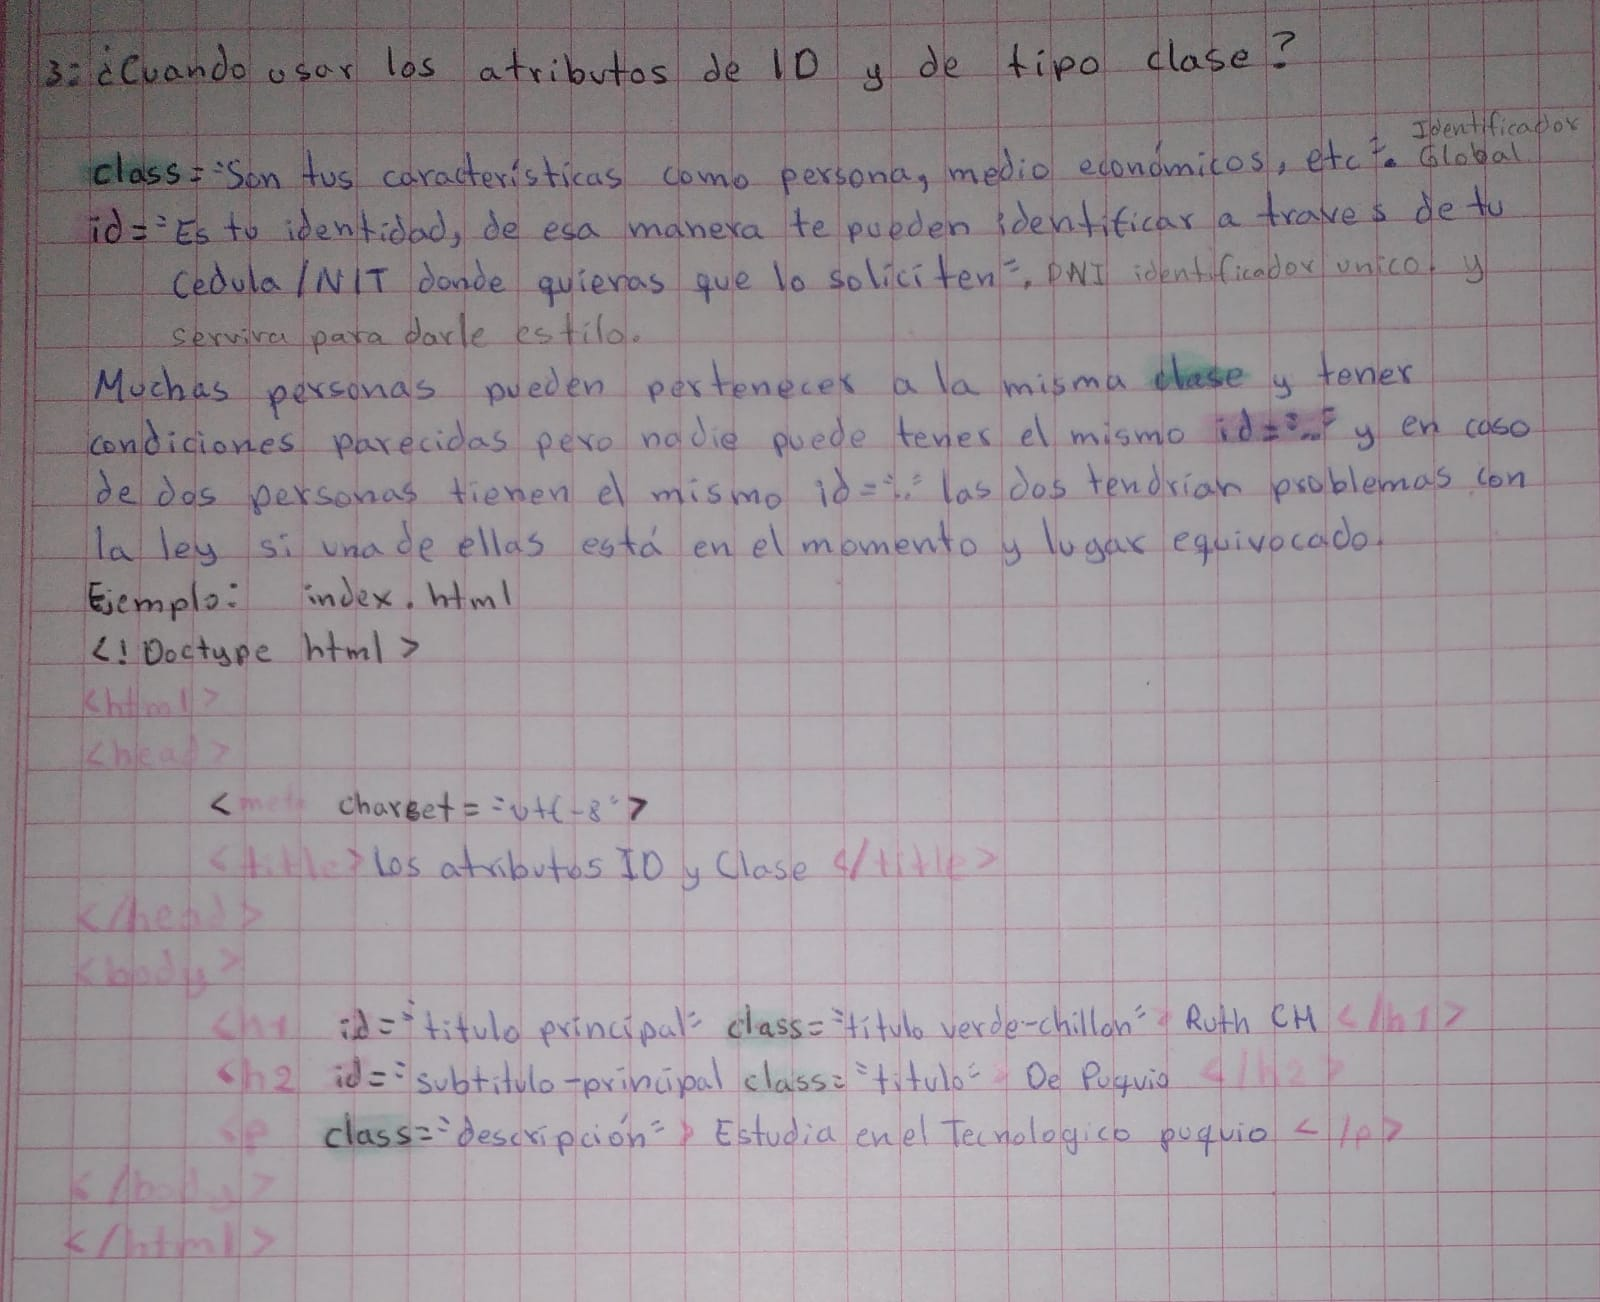 3: ¿Cuando usar los atributos de ID y de tipo clase?
Identificador
class="Son tus características como persona, medio económicos, etc". Global
id="Es tu identidad, de esa manera te pueden identificar a traves de tu
cedula/NIT donde quieras que lo soliciten", DNI identificador unico y
servira para darle estilo.
Muchas personas pueden pertenecer a la misma clase y tener
condiciones parecidas pero nadie puede tener el mismo id="..." y en caso
de dos personas tienen el mismo id=".." las dos tendrian problemas con
la ley si una de ellas está en el momento y lugar equivocado.
Ejemplo: index.html
<!Doctype html>
<html>
<head>
<meta charset="utf-8">
<title>Los atributos ID y Clase </title>
</head>
<body>
<h1 id="titulo principal" class="titulo verde-chillon"> Ruth CH </h1>
<h2 id="subtitulo-principal class="titulo"> De Puquio </h2>
<p class="descripción"> Estudia en el Tecnologico puquio </p>
</body>
</html>